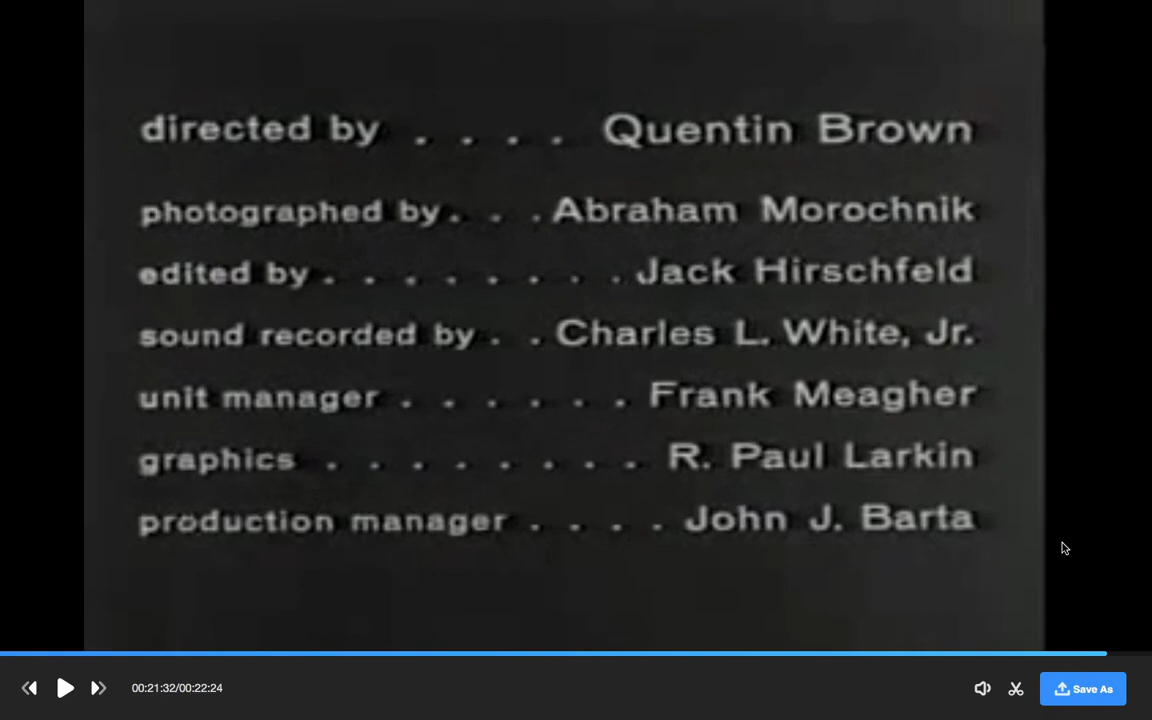 directed by . . . . Quentin Brown
photographed by . . . Abraham Morochnik
edited by . . . . . . . . Jack Hirschfeld
sound recorded by . . Charles L. White, Jr.
unit manager . . . . . . Frank Meagher
graphics . . . . . . . . R. Paul Larkin
production manager . . . . John J. Barta
00:21:32/00:22:24
Save As